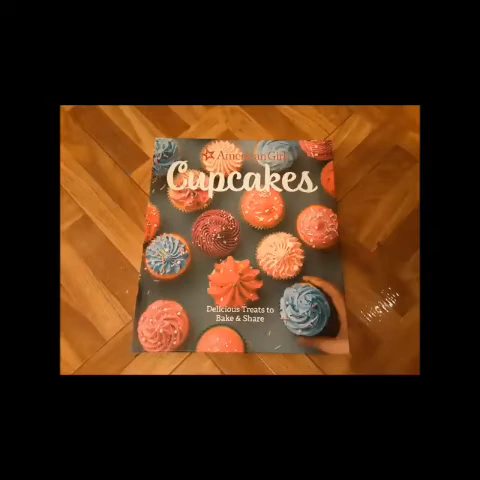 American Girl
Cupcakes
Delicious Treats to
Bake & Share